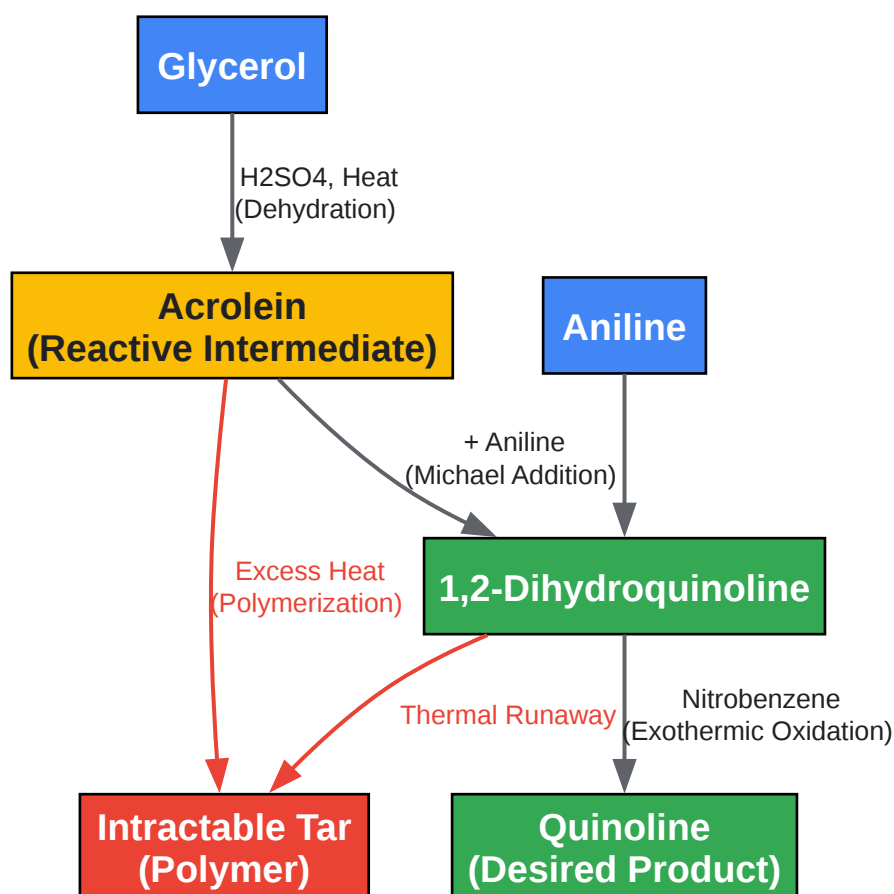 Glycerol
H2SO4, Heat
(Dehydration)
Acrolein
(Reactive Intermediate)
Aniline
+ Aniline
(Michael Addition)
Excess Heat
(Polymerization)
1,2-Dihydroquinoline
Thermal Runaway
Nitrobenzene
(Exothermic Oxidation)
Intractable Tar
(Polymer)
Quinoline
(Desired Product)